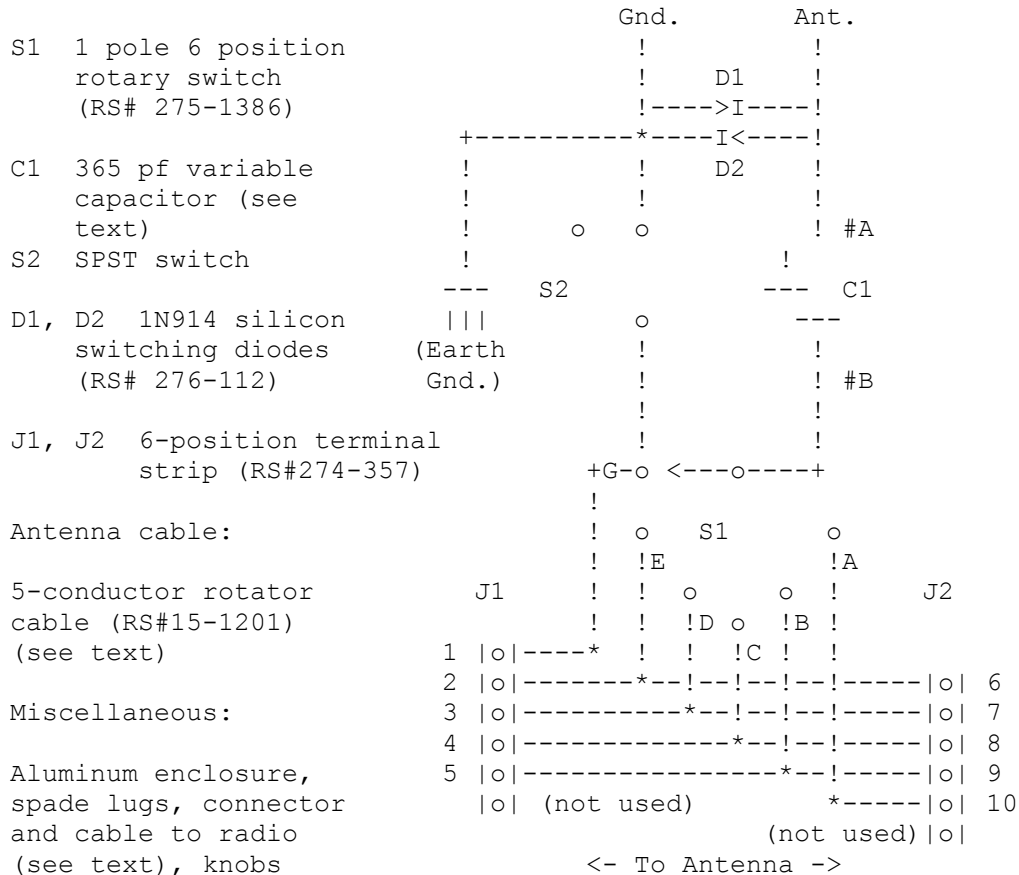 Gnd.      Ant.
S1  1 pole 6 position                              !          !
    rotary switch                                  !    D1    !
    (RS# 275-1386)                                 !---->I----!
                                       +-----------*----I<----!
C1  365 pf variable                    !           !    D2    !
    capacitor (see                     !           !          !
    text)                              !      o    o          ! #A
S2  SPST switch                        !                   !
                                      ---   S2            ---  C1
D1, D2  1N914 silicon                 |||          o        ---
    switching diodes                (Earth         !          !
    (RS# 276-112)                    Gnd.)         !          ! #B
                                                   !          !
J1, J2  6-position terminal                        !          !
        strip (RS#274-357)                      +G-o <---o----+
                                                !
Antenna cable:                                  !  o   S1     o
                                                !  !E         !A
5-conductor rotator                    J1       !  !  o    o  !     J2
cable (RS#15-1201)                              !  !  !D o  !B !
(see text)                           1 |o|----*  !  !  !C !  !
                                     2 |o|-------*--!--!--!--!-----|o| 6
Miscellaneous:                       3 |o|----------*--!--!--!-----|o| 7
                                     4 |o|-------------*--!--!-----|o| 8
Aluminum enclosure,                  5 |o|----------------*--!-----|o| 9
spade lugs, connector                  |o| (not used)        *-----|o| 10
and cable to radio                                      (not used)|o|
(see text), knobs                              <- To Antenna ->